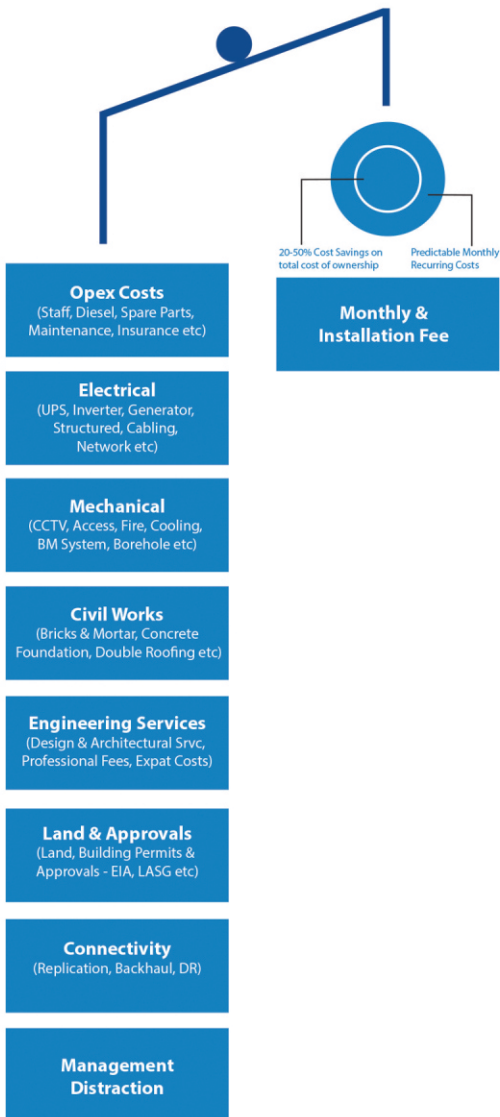 20-50% Cost Savings on
total cost of ownership
Predictable Monthly
Recurring Costs
Monthly &
Installation Fee
Opex Costs
(Staff, Diesel, Spare Parts,
Maintenance, Insurance etc)
Electrical
(UPS, Inverter, Generator,
Structured, Cabling,
Network etc)
Mechanical
(CCTV, Access, Fire, Cooling,
BM System, Borehole etc)
Civil Works
(Bricks & Mortar, Concrete
Foundation, Double Roofing etc)
Engineering Services
(Design & Architectural Srvc,
Professional Fees, Expat Costs)
Land & Approvals
(Land, Building Permits &
Approvals - EIA, LASG etc)
Connectivity
(Replication, Backhaul, DR)
Management
Distraction